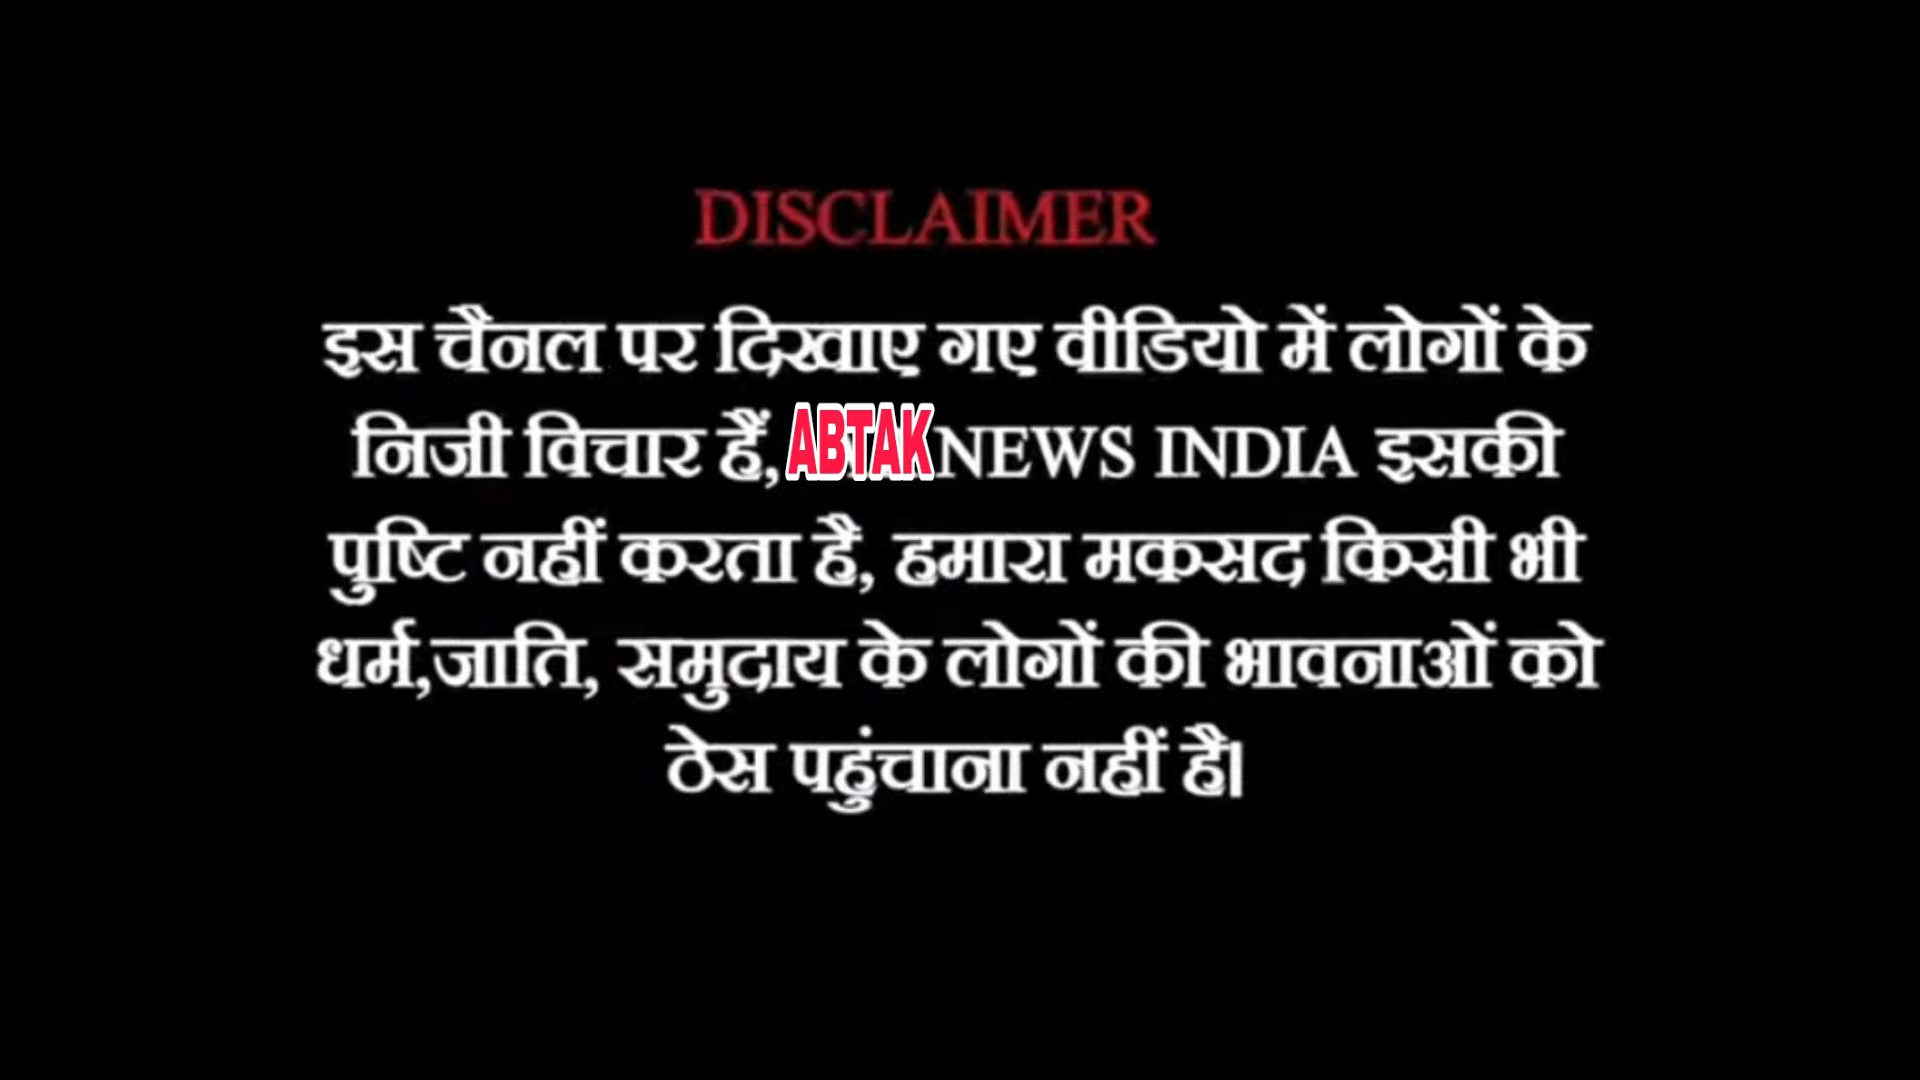 DISCLAIMER
इस चैनल पर दिखाए गए वीडियो में लोगों के
निजी विचार हैं, ABTAK NEWS INDIA इसकी
पुष्टि नहीं करता है, हमारा मकसद किसी भी
धर्म,जाति, समुदाय के लोगों की भावनाओं को
ठेस पहुंचाना नहीं है।